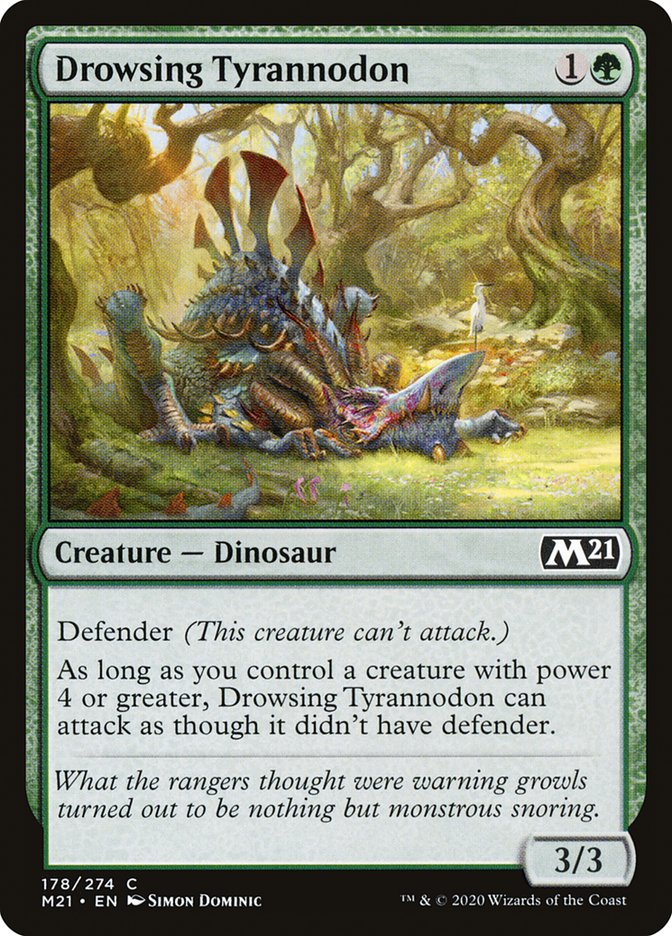 Drowsing Tyrannodon 1
Creature — Dinosaur M21
Defender (This creature can't attack.)
As long as you control a creature with power
4 or greater, Drowsing Tyrannodon can
attack as though it didn't have defender.
What the rangers thought were warning growls
turned out to be nothing but monstrous snoring.
3/3
178/274 C
M21 • EN Simon Dominic ™ & © 2020 Wizards of the Coast